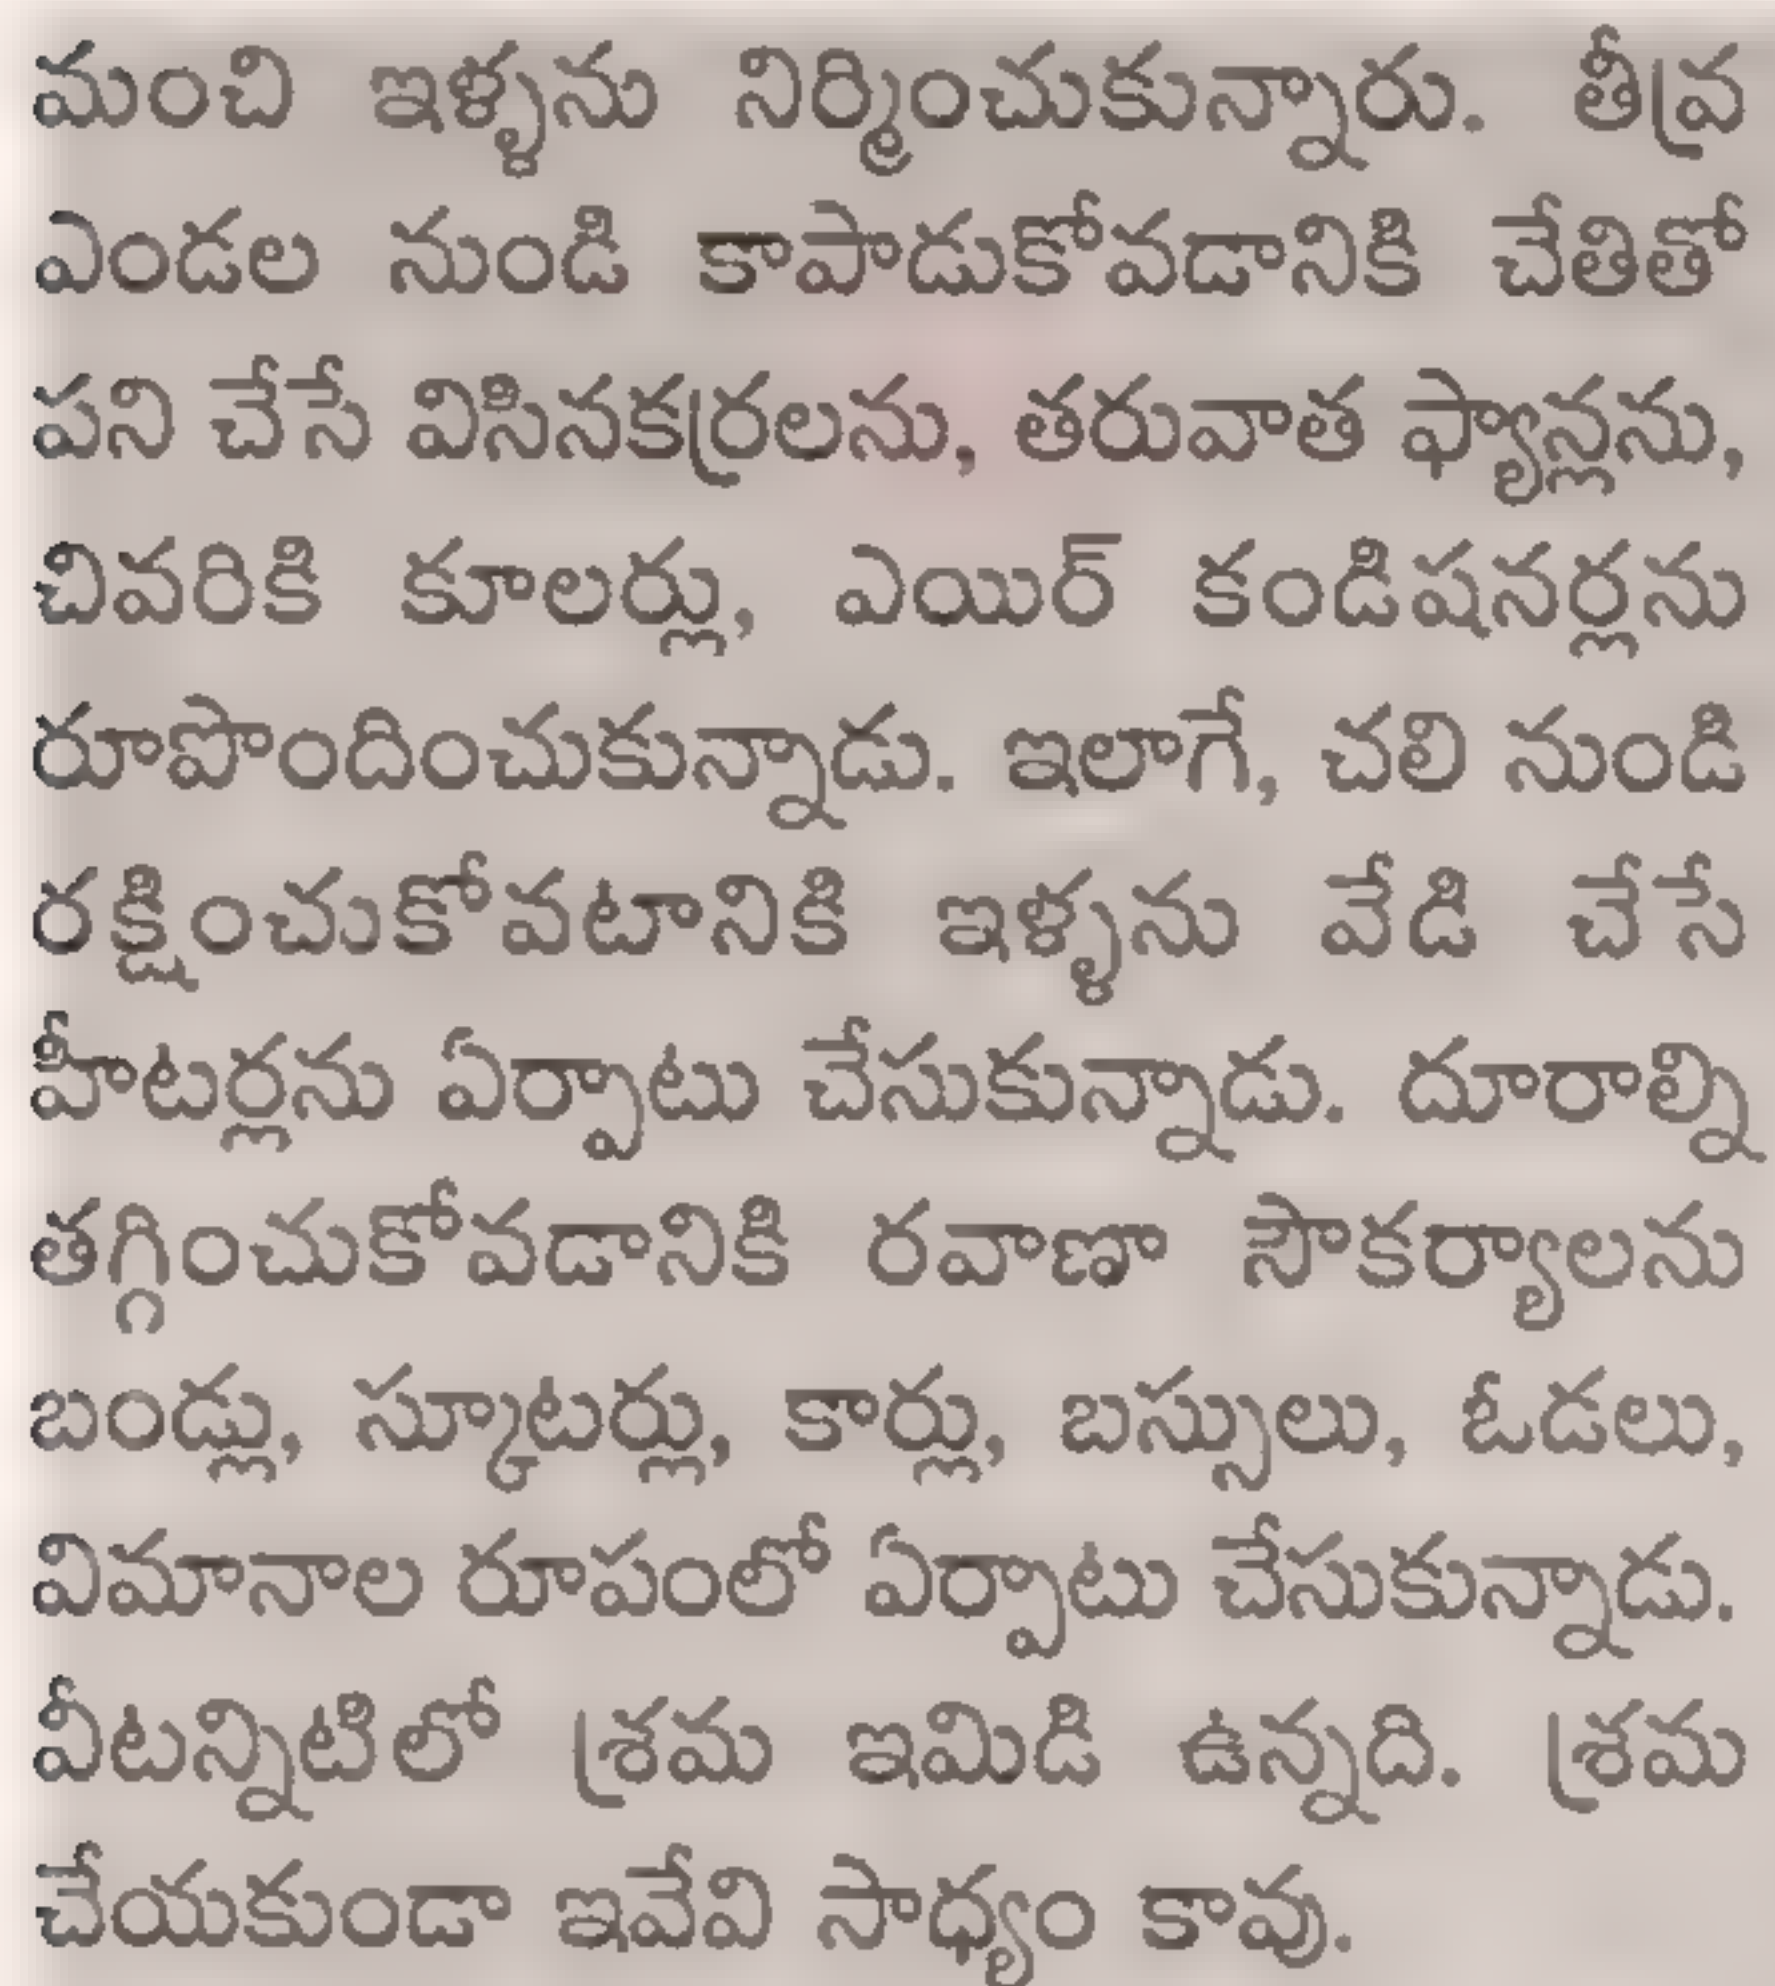 మంచి ఇళ్ళను నిర్మించుకున్నారు. తీవ్ర
ఎండల నుండి కాపాడుకోవడానికి చేతితో
పని చేసే విసినకర్రలను, తరువాత ఫ్యాన్లను,
చివరికి కూలర్లు, ఎయిర్ కండిషనర్లను
రూపొందించుకున్నాడు. ఇలాగే, చలి నుండి
రక్షించుకోవటానికి ఇళ్ళను వేడి చేసే
హీటర్లను ఏర్పాటు చేసుకున్నాడు. దూరాల్ని
తగ్గించుకోవడానికి రవాణా సౌకర్యాలను
బండ్లు, స్కూటర్లు, కార్లు, బస్సులు, ఓడలు,
విమానాల రూపంలో ఏర్పాటు చేసుకున్నాడు.
వీటన్నిటిలో శ్రమ ఇమిడి ఉన్నది. శ్రమ
చేయకుండా ఇవేవి సాధ్యం కావు.